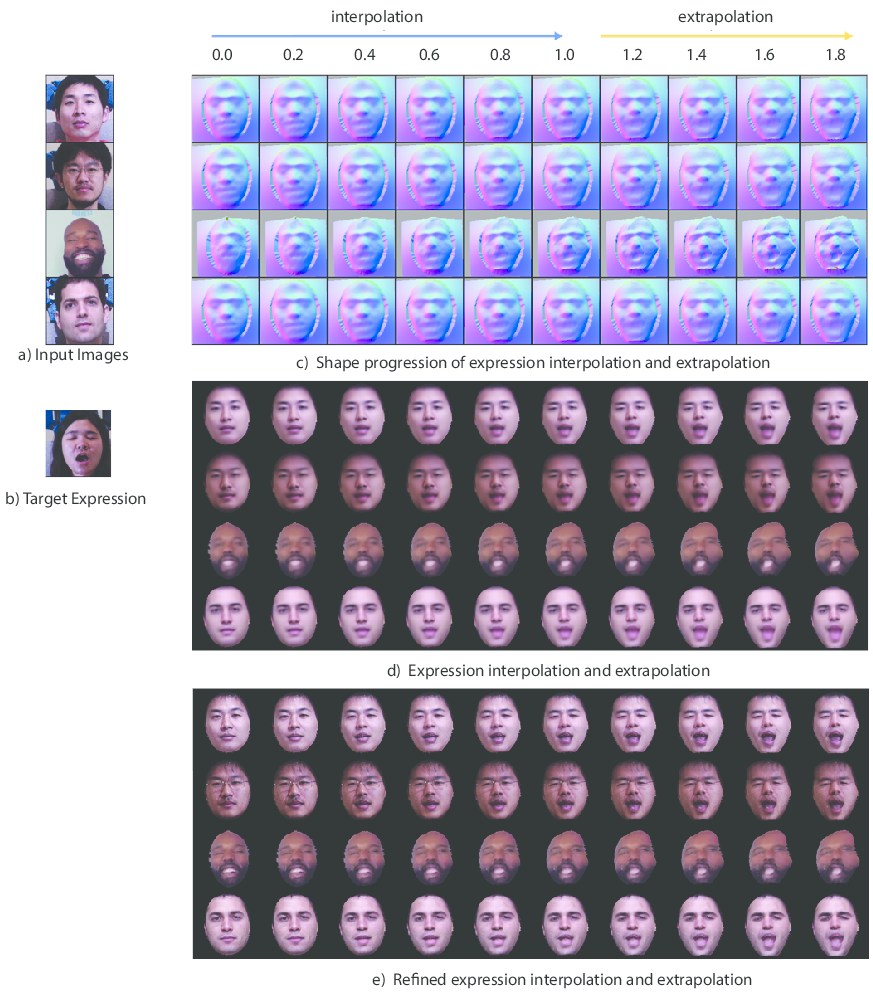 interpolation
extrapolation
0.0 0.2 0.4 0.6 0.8 1.0 1.2 1.4 1.6 1.8
a) Input Images
c) Shape progression of expression interpolation and extrapolation
b) Target Expression
d) Expression interpolation and extrapolation
e) Refined expression interpolation and extrapolation